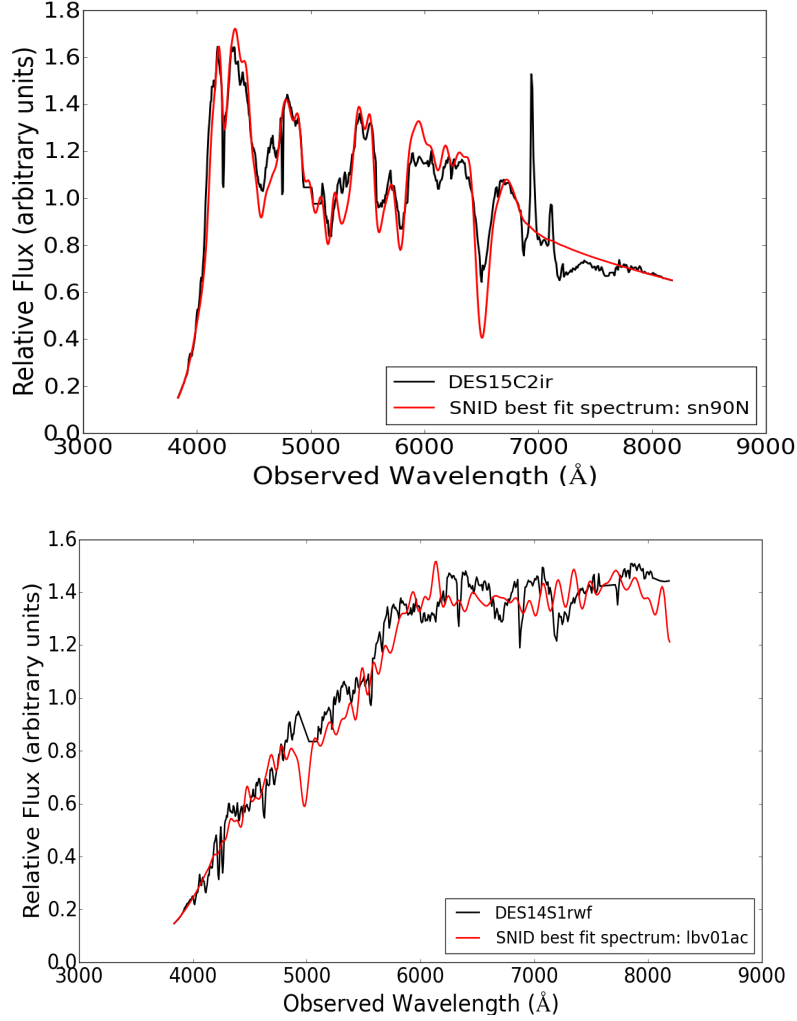 1.8
1.6
1.4
1.2
1.0
0.8
0.6
0.4
0.2
0.0
3000 4000 5000 6000 7000 8000 9000
Relative Flux (arbitrary units)
Observed Wavelength (Å)
DES15C2ir
SNID best fit spectrum: sn90N
1.6
1.4
1.2
1.0
0.8
0.6
0.4
0.2
0.0
3000 4000 5000 6000 7000 8000 9000
Relative Flux (arbitrary units)
Observed Wavelength (Å)
DES14S1rwf
SNID best fit spectrum: lbv01ac